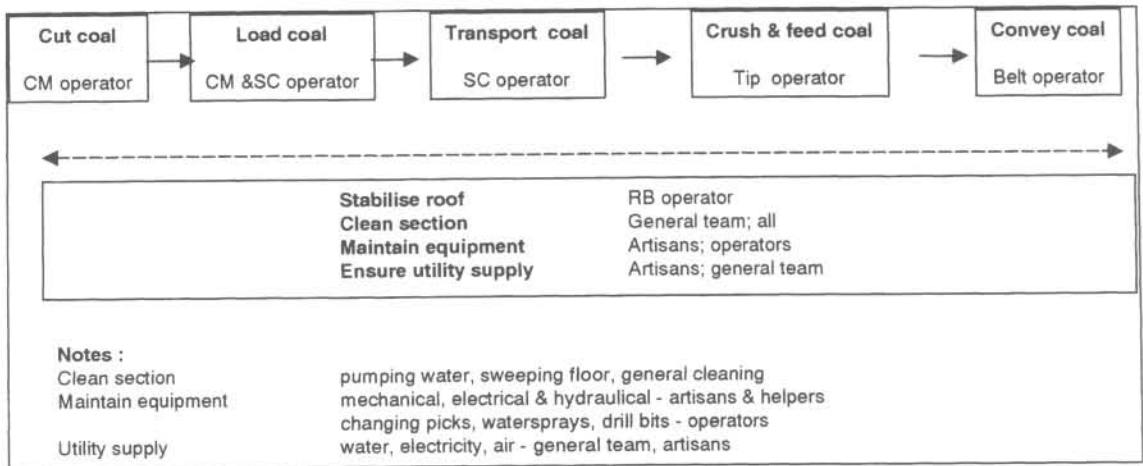 Cut coal
CM operator
Load coal
CM &SC operator
Transport coal
SC operator
Crush & feed coal
Tip operator
Convey coal
Belt operator
Stabilise roof RB operator
Clean section General team; all
Maintain equipment Artisans; operators
Ensure utility supply Artisans; general team
Notes :
Clean section pumping water, sweeping floor, general cleaning
Maintain equipment mechanical, electrical & hydraulical - artisans & helpers
changing picks, watersprays, drill bits - operators
Utility supply water, electricity, air - general team, artisans